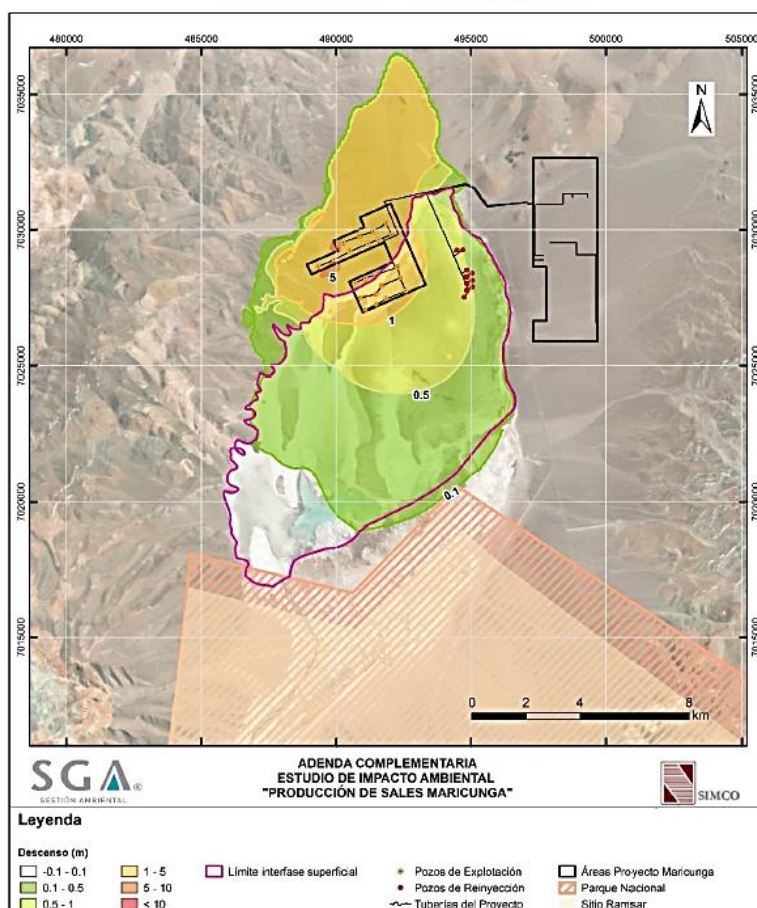 480000 485000 490000 495000 500000 505000
7035000 7035000
N
7030000 7030000
5
1
7025000 7025000
0.5
0.1
7020000 7020000
7015000 7015000
0 2 4 8
km
SGA®
GESTIÓN AMBIENTAL
ADENDA COMPLEMENTARIA
ESTUDIO DE IMPACTO AMBIENTAL
"PRODUCCIÓN DE SALES MARICUNGA"
SIMCO
Leyenda
Descenso (m)
-0.1 - 0.1 1 - 5 Límite interfase superficial Pozos de Explotación Áreas Proyecto Maricunga
0.1 - 0.5 5 - 10 Pozos de Reinyección Parque Nacional
0.5 - 1 < 10 Tuberías del Proyecto Sitio Ramsar